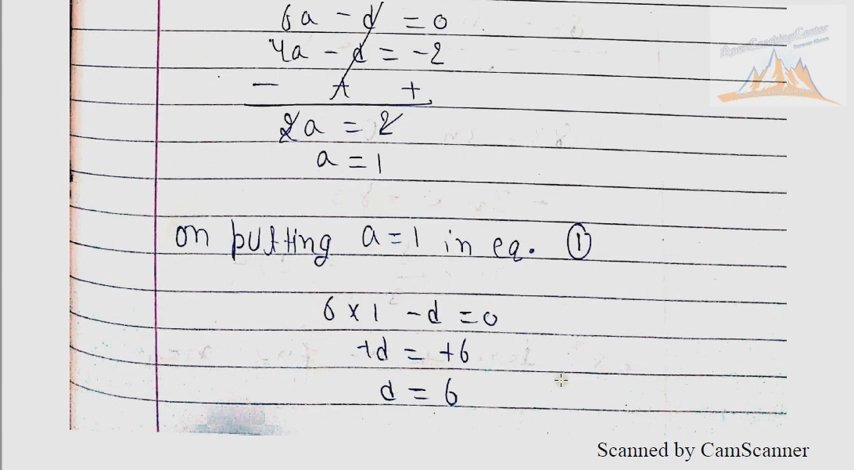 6a - d = 0
4a - d = -2
- + +
2a = 2
a = 1
on putting a = 1 in eq. ①
6 × 1 - d = 0
+d = +6
d = 6
Scanned by CamScanner